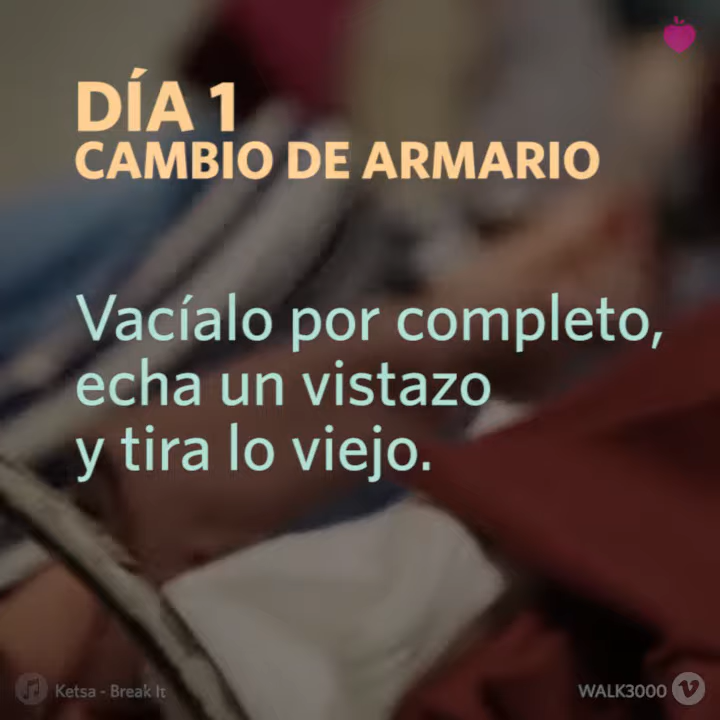 DÍA 1
CAMBIO DE ARMARIO
Vacíalo por completo,
echa un vistazo
y tira lo viejo.
Ketsa - Break It
WALK3000